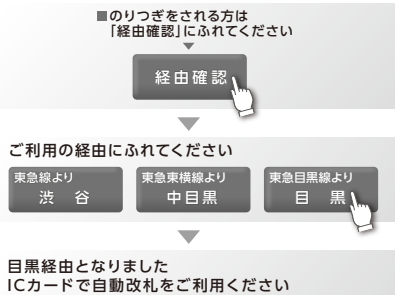 ■のりつぎをされる方は
「経由確認」にふれてください
経由確認
ご利用の経由にふれてください
東急線より
渋 谷
東急東横線より
中目黒
東急目黒線より
目 黒
目黒経由となりました
ICカードで自動改札をご利用ください